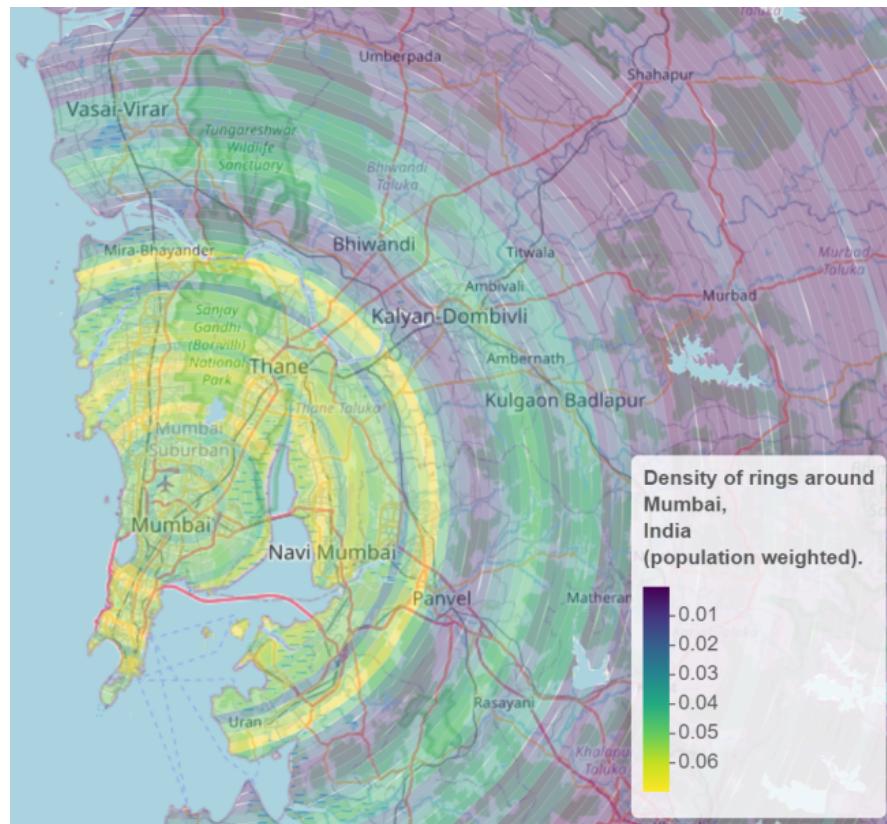 Taluka
Umberpada
Shahapur
Vasai-Virar
Tungareshwar
Wildlife
Sanctuary
Bhiwandi
Taluka
Mira-Bhayander
Bhiwandi
Titwala
Murbad
Taluka
Ambivali
Murbad
Sanjay
Gandhi
(Borivili)
National
Park
Kalyan-Dombivli
Thane
Ambernath
Thane Taluka
Kulgaon Badlapur
Mumbai
Suburban
Mumbai
Navi Mumbai
Panvel
Matheran
Uran
Rasayani
Khalapur
Taluka
Density of rings around
Mumbai,
India
(population weighted).
0.01
0.02
0.03
0.04
0.05
0.06